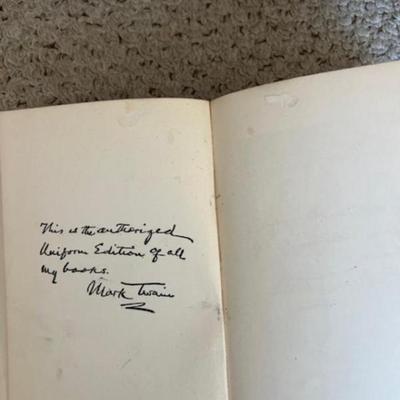 This is the authorized
Uniform Edition of all
my books.
Mark Twain